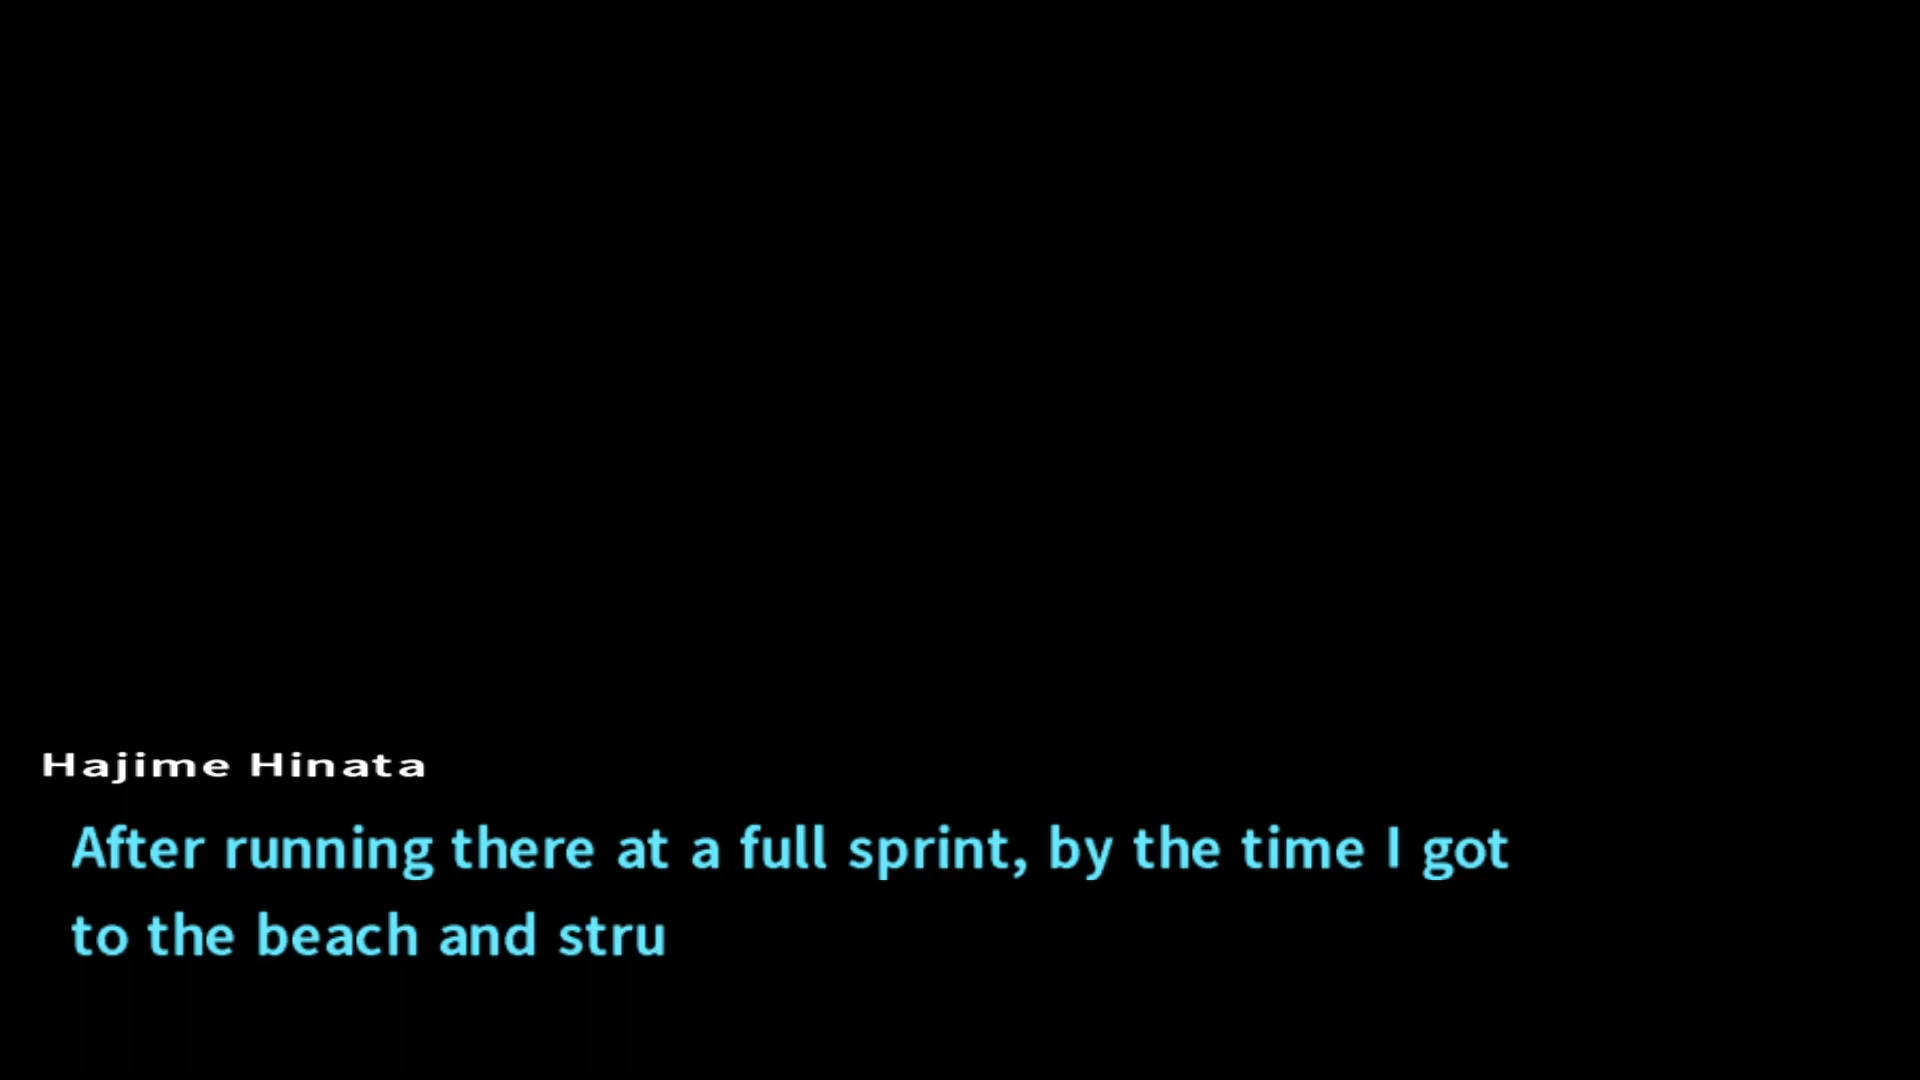 Hajime Hinata
After running there at a full sprint, by the time I got
to the beach and stru